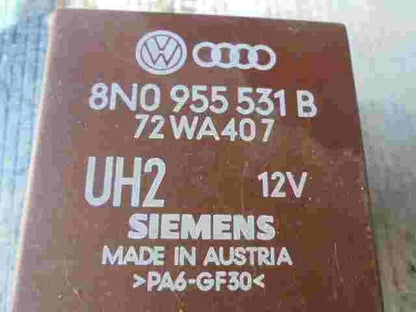 8N0 955 531 B
72WA407
UH2 12V
SIEMENS
MADE IN AUSTRIA
>PA6-GF30<